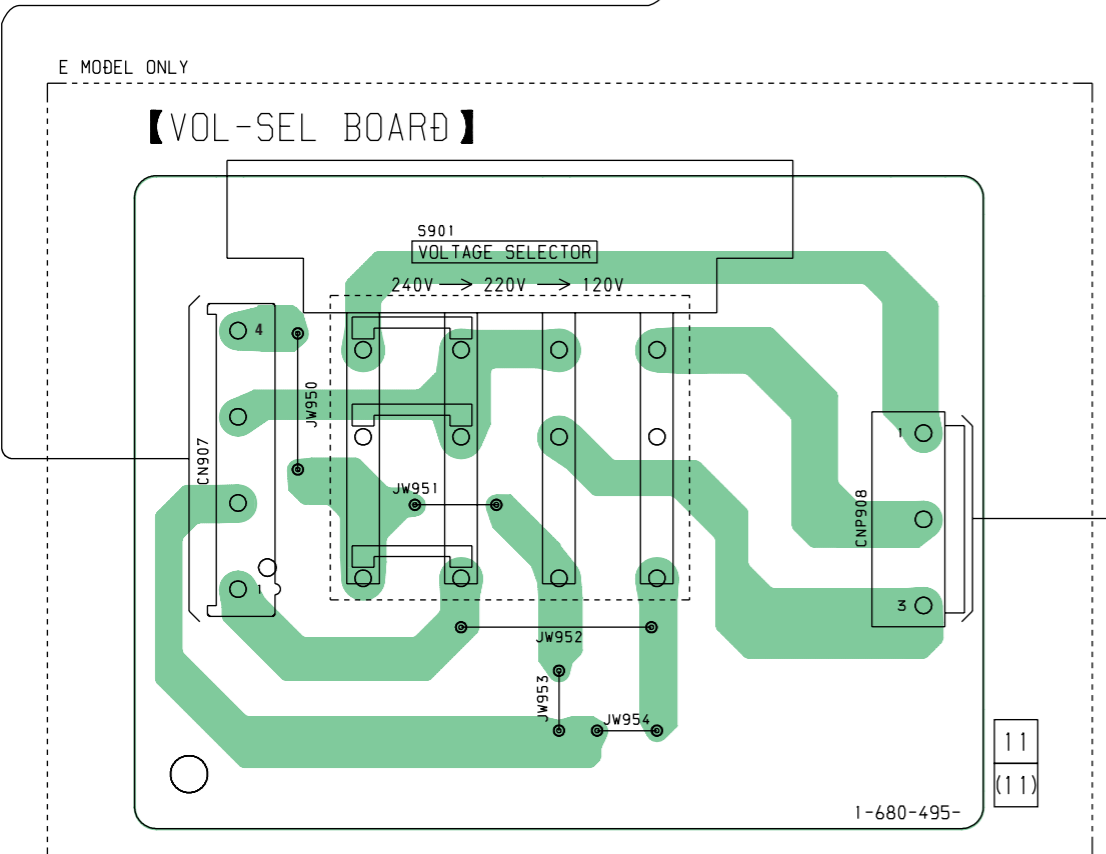 E MODEL ONLY
【VOL-SEL BOARD】
S901
VOLTAGE SELECTOR
240V → 220V → 120V
4
JW950
CN907
JW951
1
CNP908
1
3
JW952
JW953
JW954
11
(11)
1-680-495-